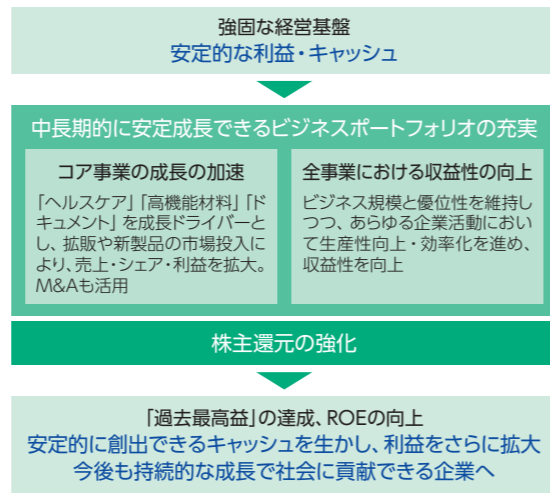 強固な経営基盤
安定的な利益・キャッシュ
中長期的に安定成長できるビジネスポートフォリオの充実
コア事業の成長の加速
「ヘルスケア」「高機能材料」「ド
キュメント」を成長ドライバーと
し、拡販や新製品の市場投入に
より、売上・シェア・利益を拡大。
M&Aも活用
全事業における収益性の向上
ビジネス規模と優位性を維持し
つつ、あらゆる企業活動におい
て生産性向上・効率化を進め、
収益性を向上
株主還元の強化
「過去最高益」の達成、ROEの向上
安定的に創出できるキャッシュを生かし、利益をさらに拡大
今後も持続的な成長で社会に貢献できる企業へ